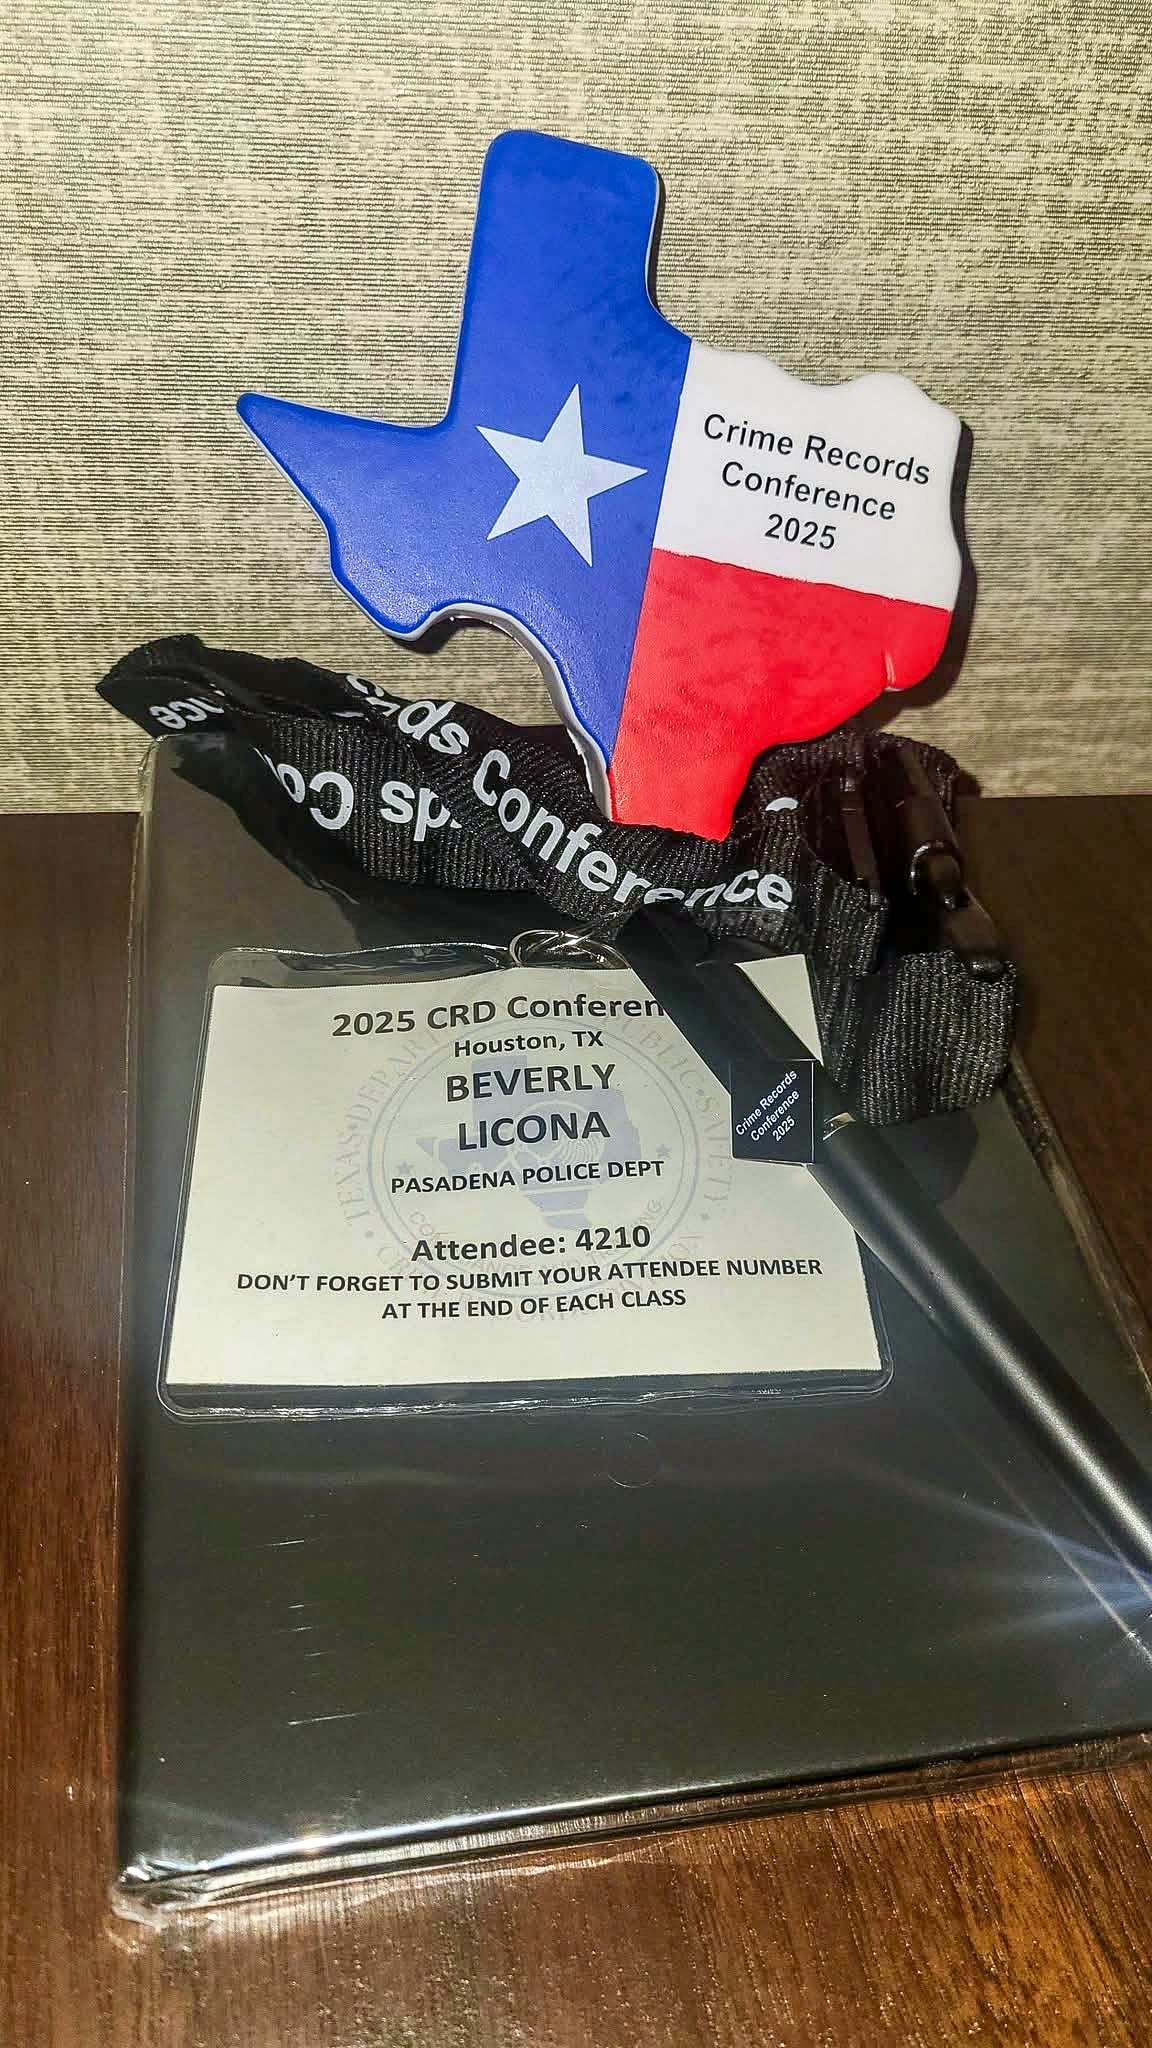 Crime Records
Conference
2025
ds Conference
2025 CRD Conferen
Houston, TX
BEVERLY
LICONA
PASADENA POLICE DEPT
Attendee: 4210
DON'T FORGET TO SUBMIT YOUR ATTENDEE NUMBER
AT THE END OF EACH CLASS
Crime Records
Conference
2025